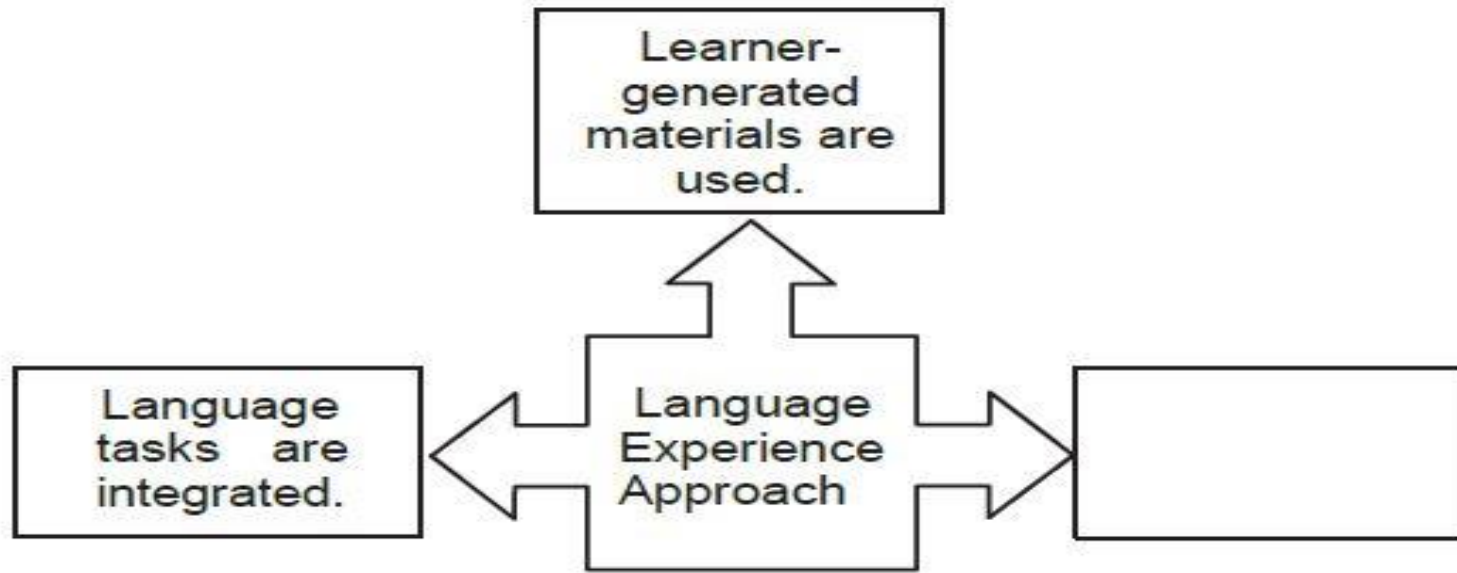 Learner-
generated
materials are
used.
Language
tasks are
integrated.
Language
Experience
Approach